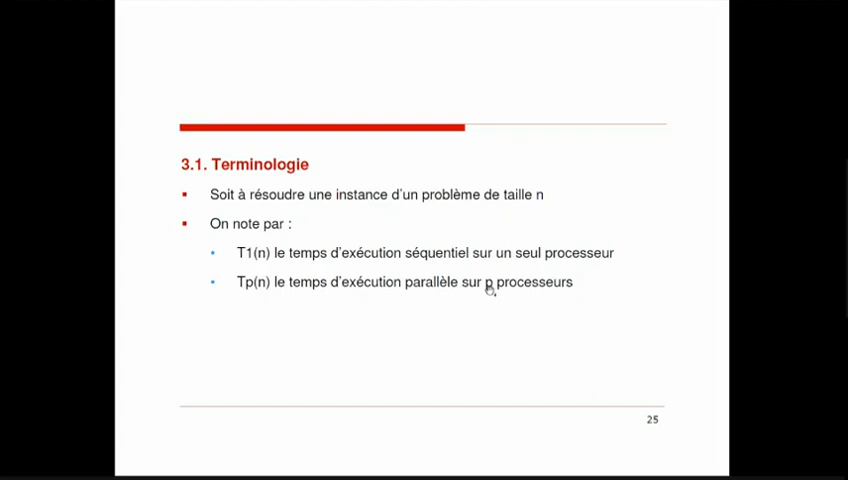 3.1. Terminologie
Soit à résoudre une instance d'un problème de taille n
On note par :
T1(n) le temps d'exécution séquentiel sur un seul processeur
Tp(n) le temps d'exécution parallèle sur p processeurs
25